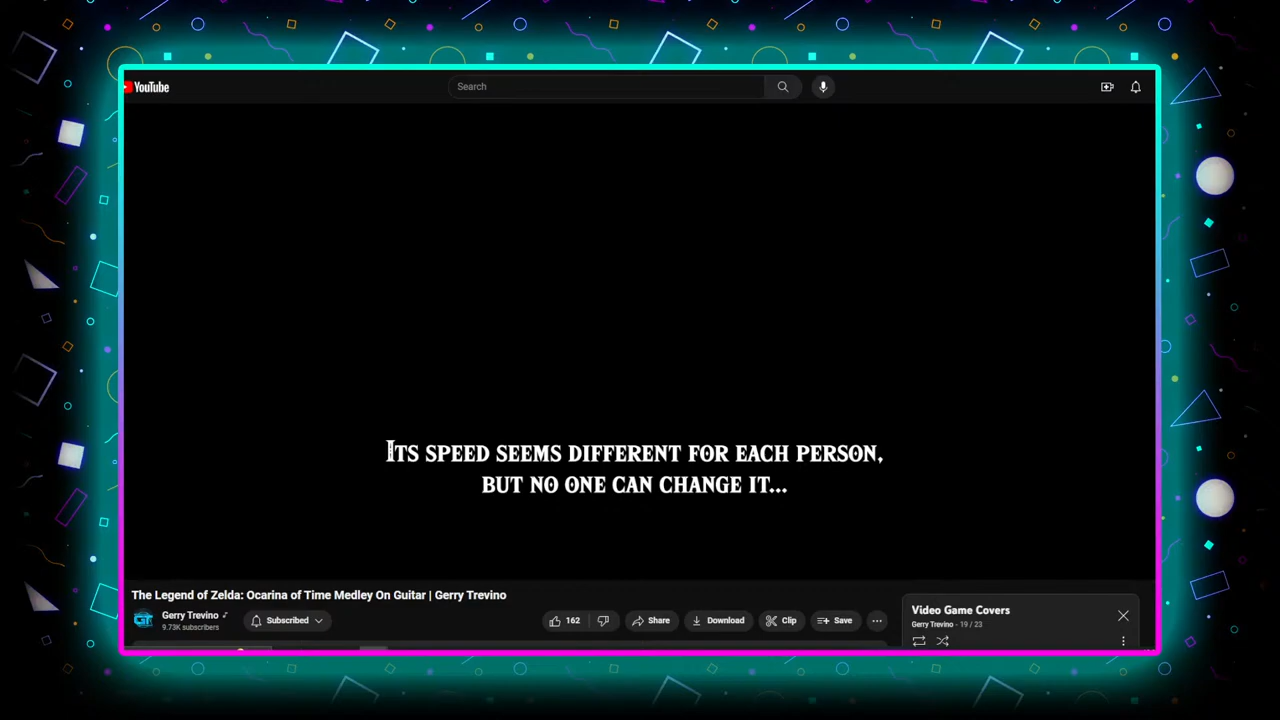 YouTube
Search
Its speed seems different for each person,
but no one can change it...
The Legend of Zelda: Ocarina of Time Medley On Guitar | Gerry Trevino
Gerry Trevino
9.73K subscribers
Subscribed
162
Share
Download
Clip
Save
Video Game Covers
Gerry Trevino - 19 / 23
GT